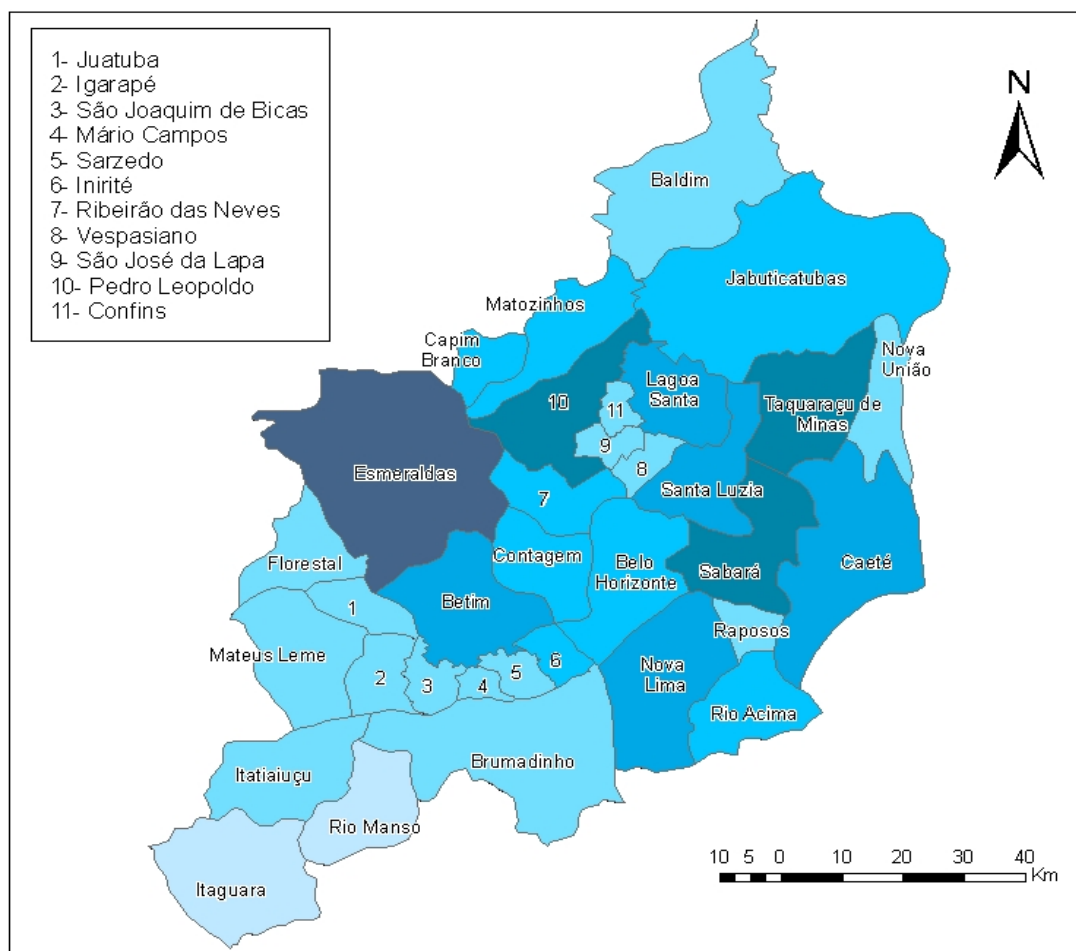 1- Juatuba
2- Igarapé
3- São Joaquim de Bicas
4- Mário Campos
5- Sarzedo
6- Inirité
7- Ribeirão das Neves
8- Vespasiano
9- São José da Lapa
10- Pedro Leopoldo
11- Confins
N
Baldim
Jabuticatubas
Matozinhos
Capim
Branco
Nova
União
Lagoa
Santa
10
11
Taquaraçu de
Minas
9
8
Esmeraldas
Santa Luzia
7
Contagem
Belo
Horizonte
Sabará
Caeté
Florestal
Betim
1
Raposos
Mateus Leme
2
3
4
5
6
Nova
Lima
Rio Acima
Brumadinho
Itatiaiuçu
Rio Manso
Itaguara
10 5 0 10 20 30 40
Km